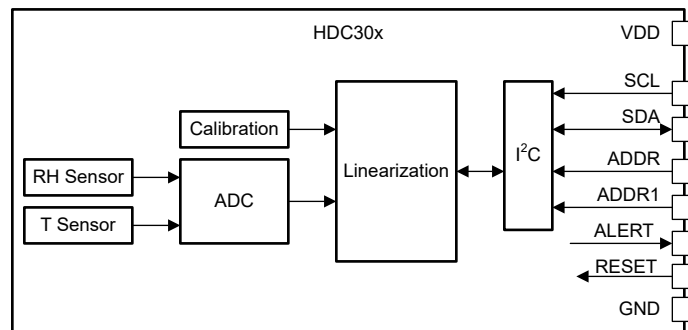 HDC30x
VDD
SCL
SDA
ADDR
ADDR1
ALERT
RESET
GND
Calibration
RH Sensor
T Sensor
ADC
Linearization
I²C